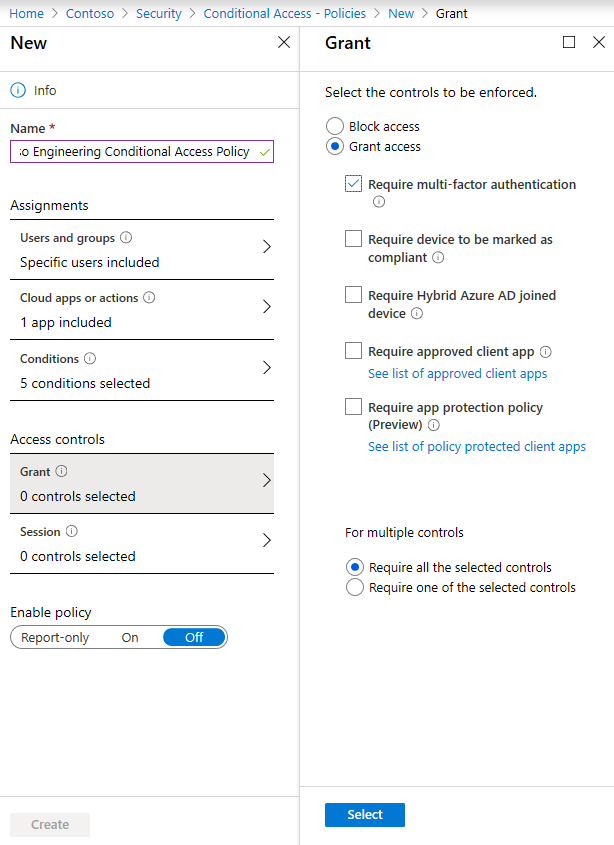 Home > Contoso > Security > Conditional Access - Policies > New > Grant
New
Info
Name *
so Engineering Conditional Access Policy
Assignments
Users and groups
Specific users included
Cloud apps or actions
1 app included
Conditions
5 conditions selected
Access controls
Grant
0 controls selected
Session
0 controls selected
Enable policy
Report-only On Off
Create
Grant
Select the controls to be enforced.
Block access
Grant access
Require multi-factor authentication
Require device to be marked as
compliant
Require Hybrid Azure AD joined
device
Require approved client app
See list of approved client apps
Require app protection policy
(Preview)
See list of policy protected client apps
For multiple controls
Require all the selected controls
Require one of the selected controls
Select